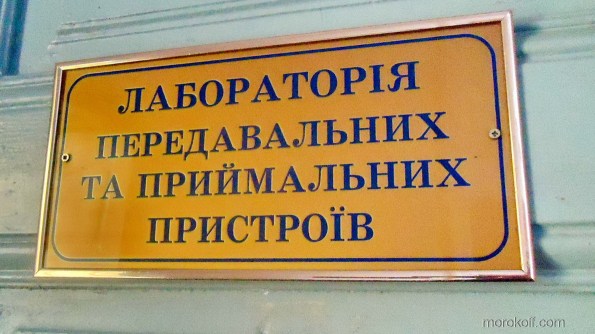 ЛАБОРАТОРІЯ
ПЕРЕДАВАЛЬНИХ
ТА ПРИЙМАЛЬНИХ
ПРИСТРОЇВ
morokoff.com